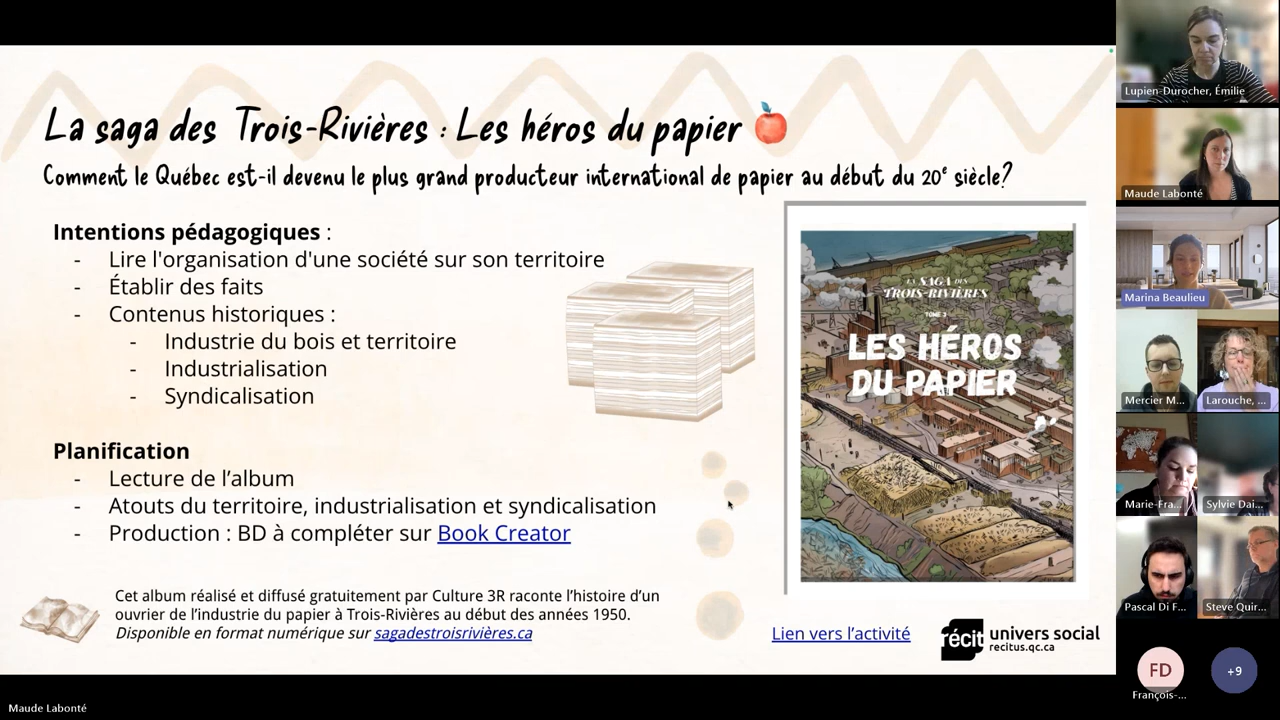 La saga des Trois-Rivières : Les héros du papier
Comment le Québec est-il devenu le plus grand producteur international de papier au début du 20e siècle?
Intentions pédagogiques :
- Lire l'organisation d'une société sur son territoire
- Établir des faits
- Contenus historiques :
- Industrie du bois et territoire
- Industrialisation
- Syndicalisation
Planification
- Lecture de l’album
- Atouts du territoire, industrialisation et syndicalisation
- Production : BD à compléter sur Book Creator
Cet album réalisé et diffusé gratuitement par Culture 3R raconte l’histoire d’un
ouvrier de l’industrie du papier à Trois-Rivières au début des années 1950.
Disponible en format numérique sur sagadestroisrivières.ca
LA SAGA DES
TROIS-RIVIÈRES
TOME 2
LES HÉROS
DU PAPIER
Lien vers l’activité
récit univers social
recitus.qc.ca
Maude Labonté
Lupien-Durocher, Émilie
Maude Labonté
Marina Beaulieu
Mercier M...
Larouche, ...
Marie-Fra...
Sylvie Dai...
Pascal Di F...
Steve Quir...
FD
François-...
+9